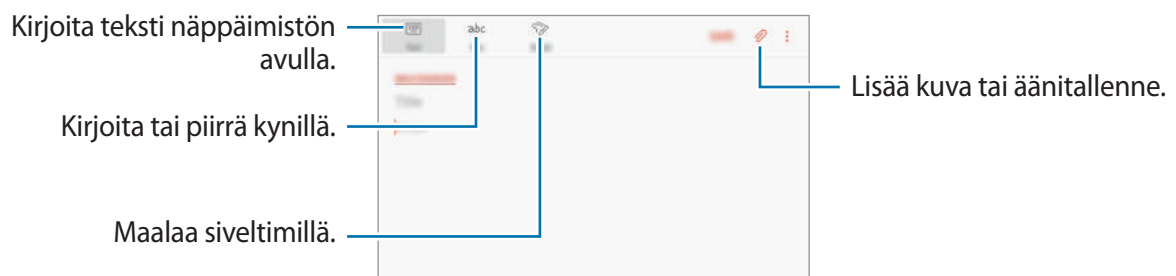 Kirjoita teksti näppäimistön
avulla.
abc
Lisää kuva tai äänitallenne.
Kirjoita tai piirrä kynillä.
Maalaa siveltimillä.